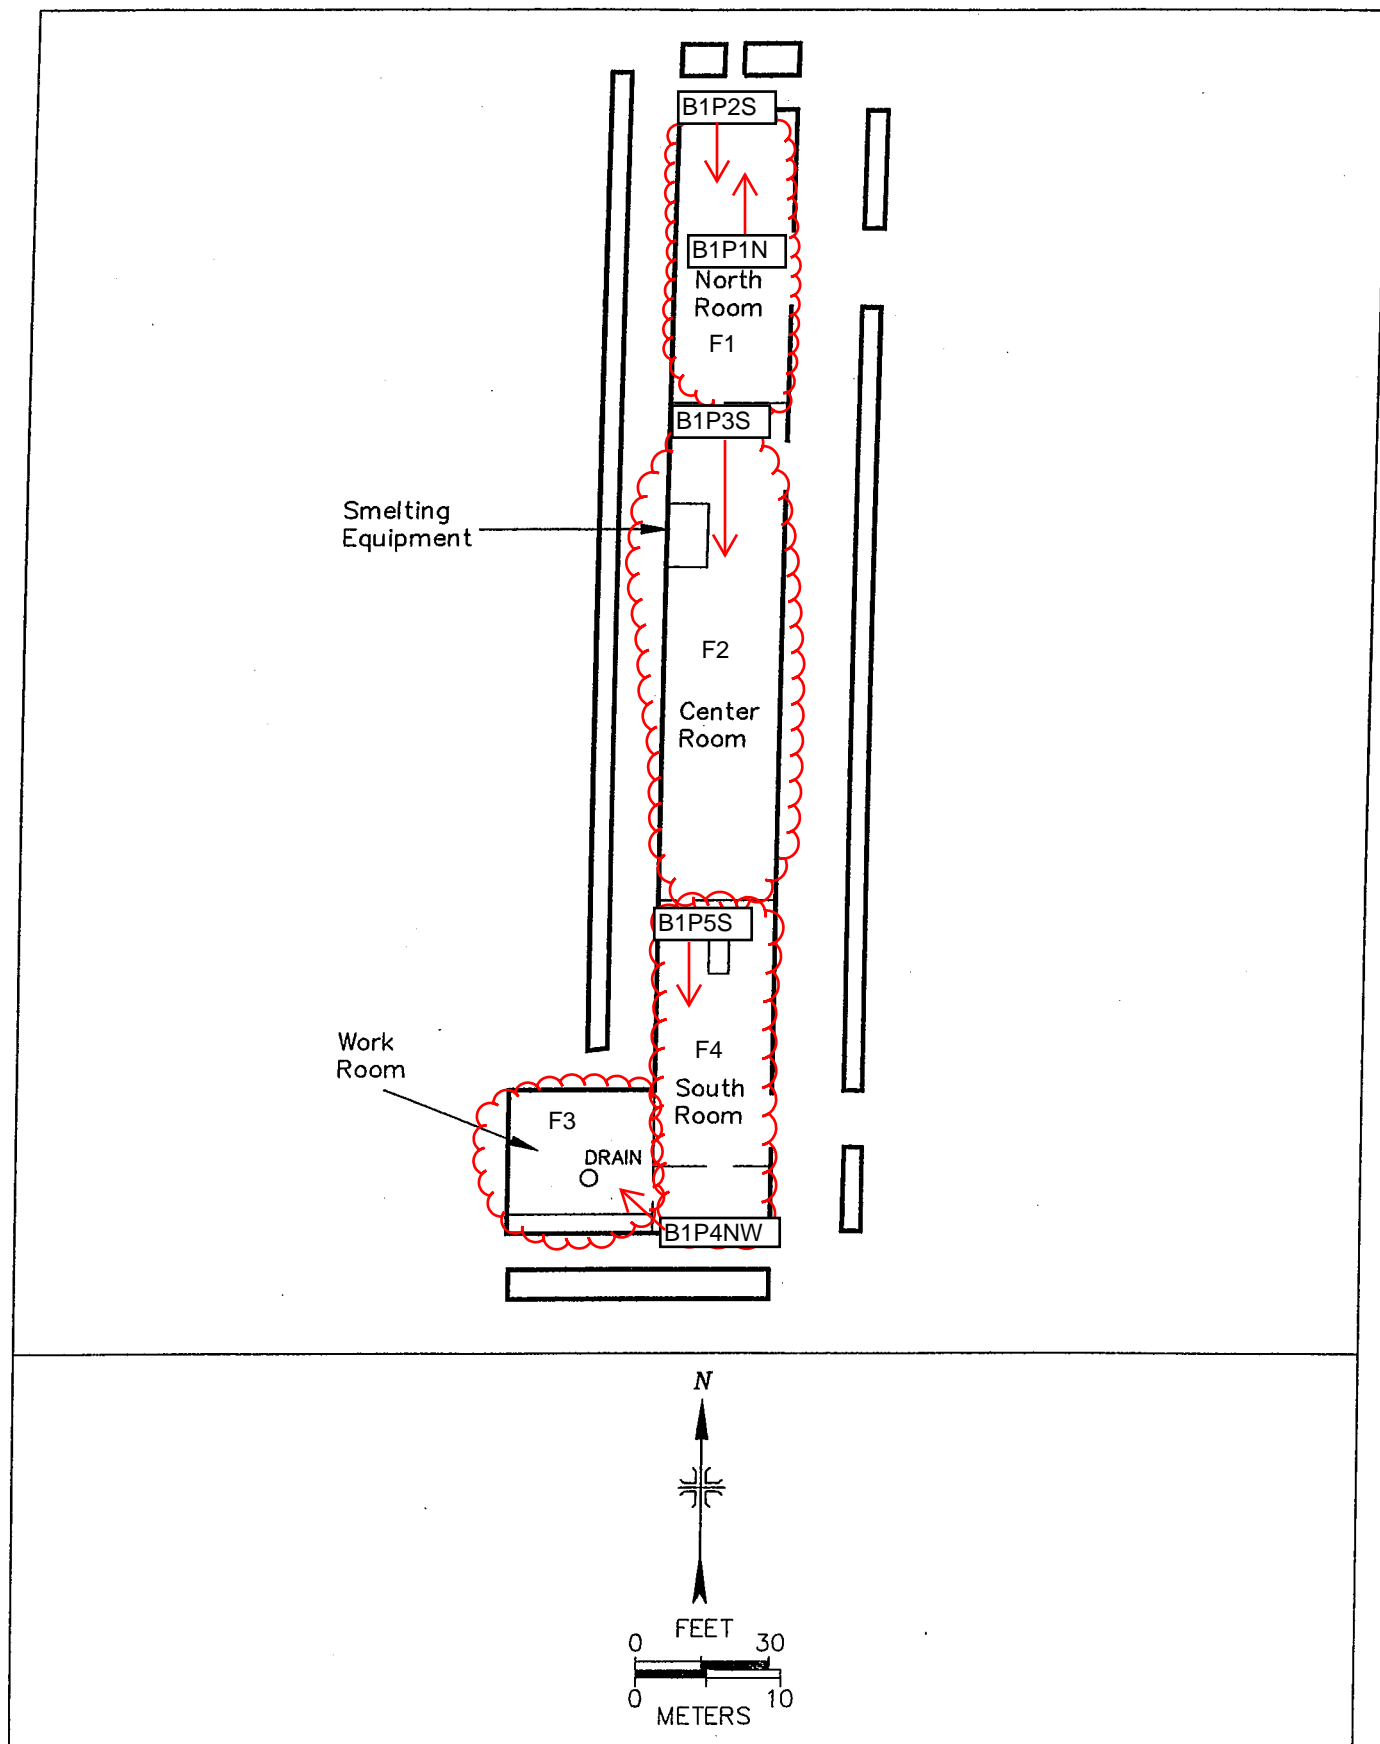 B1P2S
B1P1N
North
Room
F1
B1P3S
Smelting
Equipment
F2
Center
Room
B1P5S
Work
Room
F4
South
Room
F3
DRAIN
B1P4NW
N
FEET
0 30
0 10
METERS